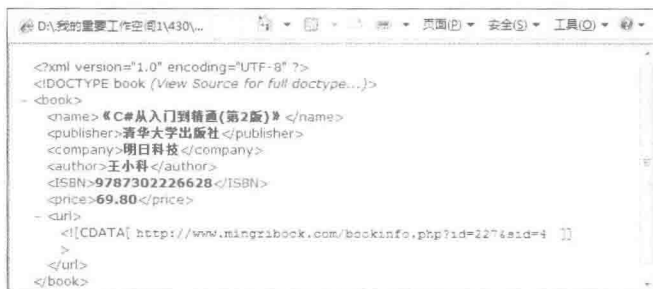 D:\我的重要工作空间1\430\... 页面(P) 安全(S) 工具(O)
<?xml version="1.0" encoding="UTF-8" ?>
<!DOCTYPE book (View Source for full doctype...)>
- <book>
<name>《C#从入门到精通(第2版)》</name>
<publisher>清华大学出版社</publisher>
<company>明日科技</company>
<author>王小科</author>
<ISBN>9787302226628</ISBN>
<price>69.80</price>
- <url>
<![CDATA[ http://www.mingribook.com/bookinfo.php?id=227&sid=4 ]]
>
</url>
</book>